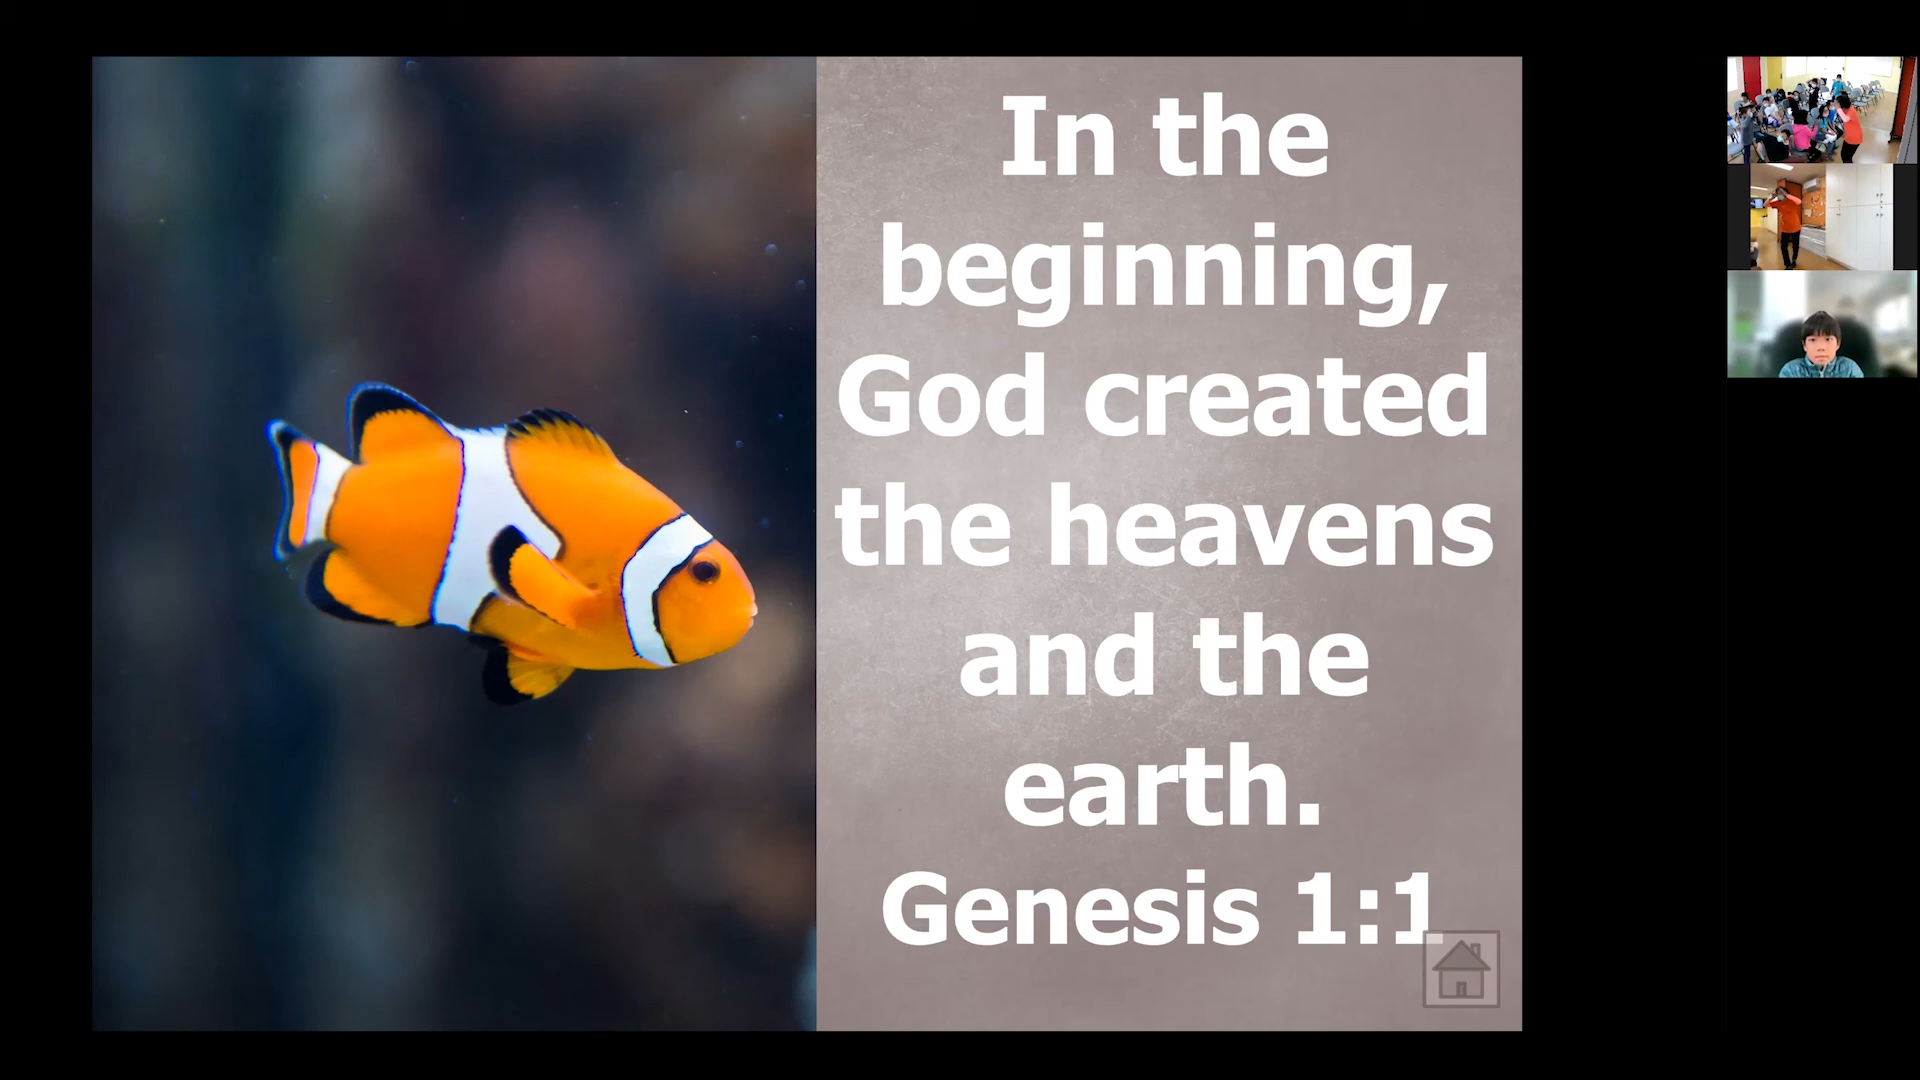 In the
beginning,
God created
the heavens
and the
earth.
Genesis 1:1